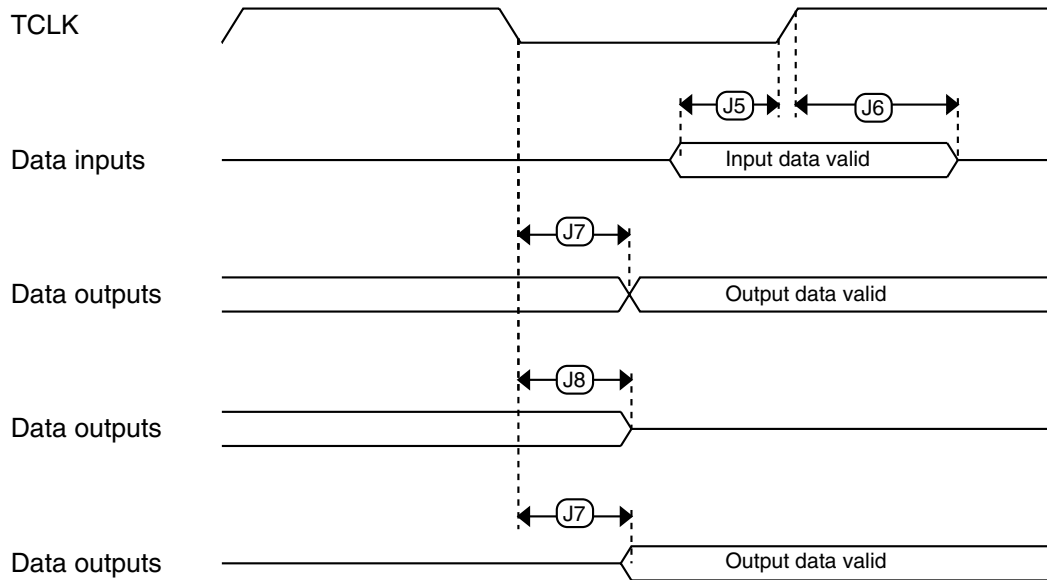 TCLK
J5
J6
Data inputs
Input data valid
J7
Data outputs
Output data valid
J8
Data outputs
J7
Data outputs
Output data valid